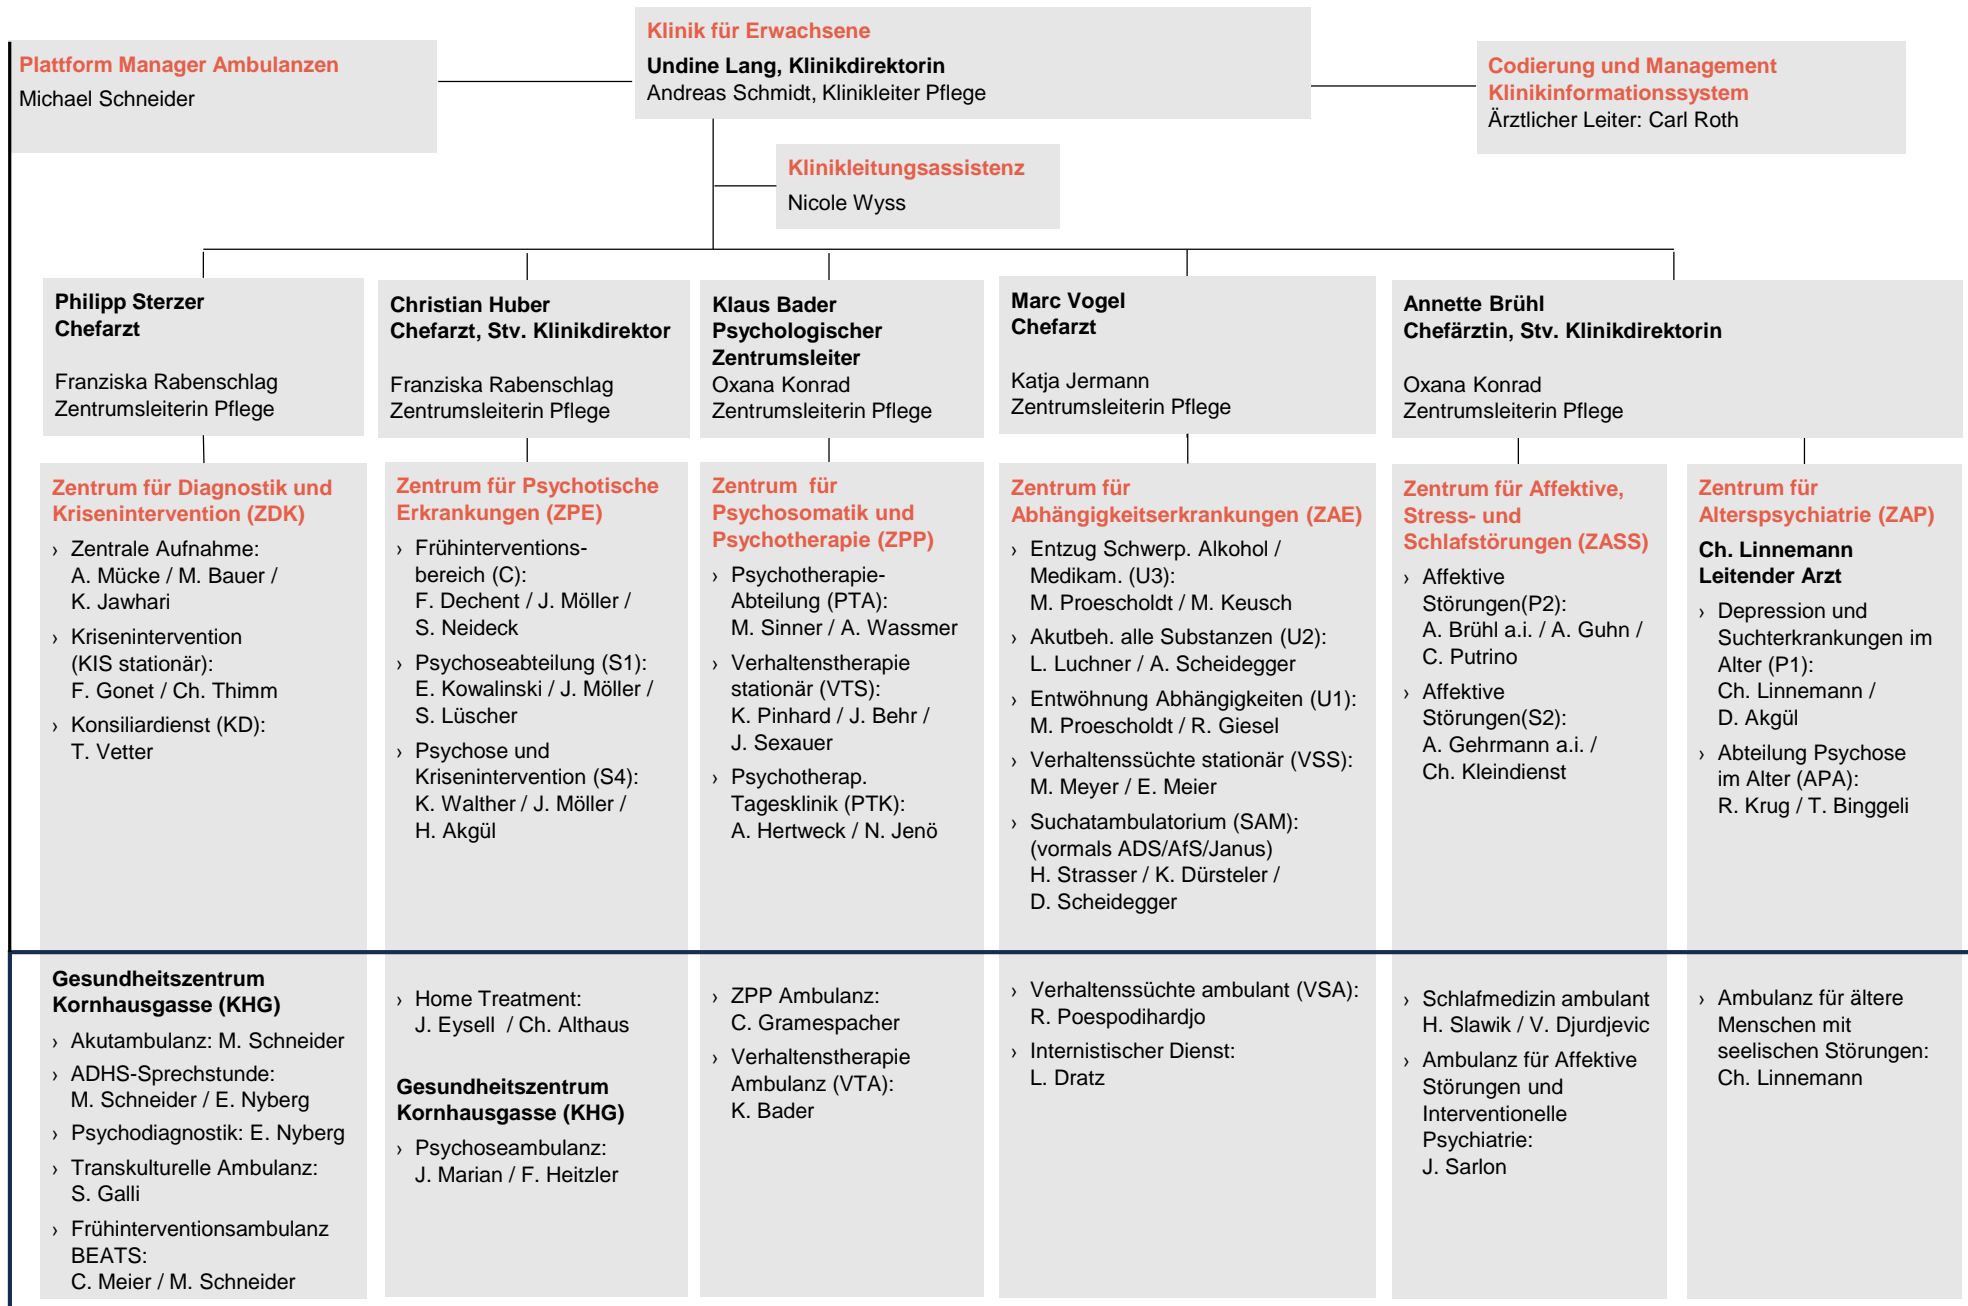 Klinik für Erwachsene
Undine Lang, Klinikdirektorin
Andreas Schmidt, Klinikleiter Pflege
Plattform Manager Ambulanzen
Michael Schneider
Codierung und Management
Klinikinformationssystem
Ärztlicher Leiter: Carl Roth
Klinikleitungsassistenz
Nicole Wyss
Philipp Sterzer
Chefarzt
Franziska Rabenschlag
Zentrumsleiterin Pflege
Christian Huber
Chefarzt, Stv. Klinikdirektor
Franziska Rabenschlag
Zentrumsleiterin Pflege
Klaus Bader
Psychologischer
Zentrumsleiter
Oxana Konrad
Zentrumsleiterin Pflege
Marc Vogel
Chefarzt
Katja Jermann
Zentrumsleiterin Pflege
Annette Brühl
Chefärztin, Stv. Klinikdirektorin
Oxana Konrad
Zentrumsleiterin Pflege
Zentrum für Diagnostik und
Krisenintervention (ZDK)
› Zentrale Aufnahme:
A. Mücke / M. Bauer /
K. Jawhari
› Krisenintervention
(KIS stationär):
F. Gonet / Ch. Thimm
› Konsiliardienst (KD):
T. Vetter
Zentrum für Psychotische
Erkrankungen (ZPE)
› Frühinterventions-
bereich (C):
F. Dechent / J. Möller /
S. Neideck
› Psychoseabteilung (S1):
E. Kowalinski / J. Möller /
S. Lüscher
› Psychose und
Krisenintervention (S4):
K. Walther / J. Möller /
H. Akgül
Zentrum für
Psychosomatik und
Psychotherapie (ZPP)
› Psychotherapie-
Abteilung (PTA):
M. Sinner / A. Wassmer
› Verhaltenstherapie
stationär (VTS):
K. Pinhard / J. Behr /
J. Sexauer
› Psychotherap.
Tagesklinik (PTK):
A. Hertweck / N. Jenö
Zentrum für
Abhängigkeitserkrankungen (ZAE)
› Entzug Schwerp. Alkohol /
Medikam. (U3):
M. Proescholdt / M. Keusch
› Akutbeh. alle Substanzen (U2):
L. Luchner / A. Scheidegger
› Entwöhnung Abhängigkeiten (U1):
M. Proescholdt / R. Giesel
› Verhaltenssüchte stationär (VSS):
M. Meyer / E. Meier
› Suchatambulatorium (SAM):
(vormals ADS/AfS/Janus)
H. Strasser / K. Dürsteler /
D. Scheidegger
Zentrum für Affektive,
Stress- und
Schlafstörungen (ZASS)
› Affektive
Störungen(P2):
A. Brühl a.i. / A. Guhn /
C. Putrino
› Affektive
Störungen(S2):
A. Gehrmann a.i. /
Ch. Kleindienst
Zentrum für
Alterspsychiatrie (ZAP)
Ch. Linnemann
Leitender Arzt
› Depression und
Suchterkrankungen im
Alter (P1):
Ch. Linnemann /
D. Akgül
› Abteilung Psychose
im Alter (APA):
R. Krug / T. Binggeli
Gesundheitszentrum
Kornhausgasse (KHG)
› Akutambulanz: M. Schneider
› ADHS-Sprechstunde:
M. Schneider / E. Nyberg
› Psychodiagnostik: E. Nyberg
› Transkulturelle Ambulanz:
S. Galli
› Frühinterventionsambulanz
BEATS:
C. Meier / M. Schneider
› Home Treatment:
J. Eysell / Ch. Althaus
Gesundheitszentrum
Kornhausgasse (KHG)
› Psychoseambulanz:
J. Marian / F. Heitzler
› ZPP Ambulanz:
C. Gramespacher
› Verhaltenstherapie
Ambulanz (VTA):
K. Bader
› Verhaltenssüchte ambulant (VSA):
R. Poespodihardjo
› Internistischer Dienst:
L. Dratz
› Schlafmedizin ambulant
H. Slawik / V. Djurdjevic
› Ambulanz für Affektive
Störungen und
Interventionelle
Psychiatrie:
J. Sarlon
› Ambulanz für ältere
Menschen mit
seelischen Störungen:
Ch. Linnemann